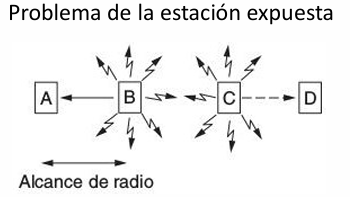 Problema de la estación expuesta
A B C D
Alcance de radio